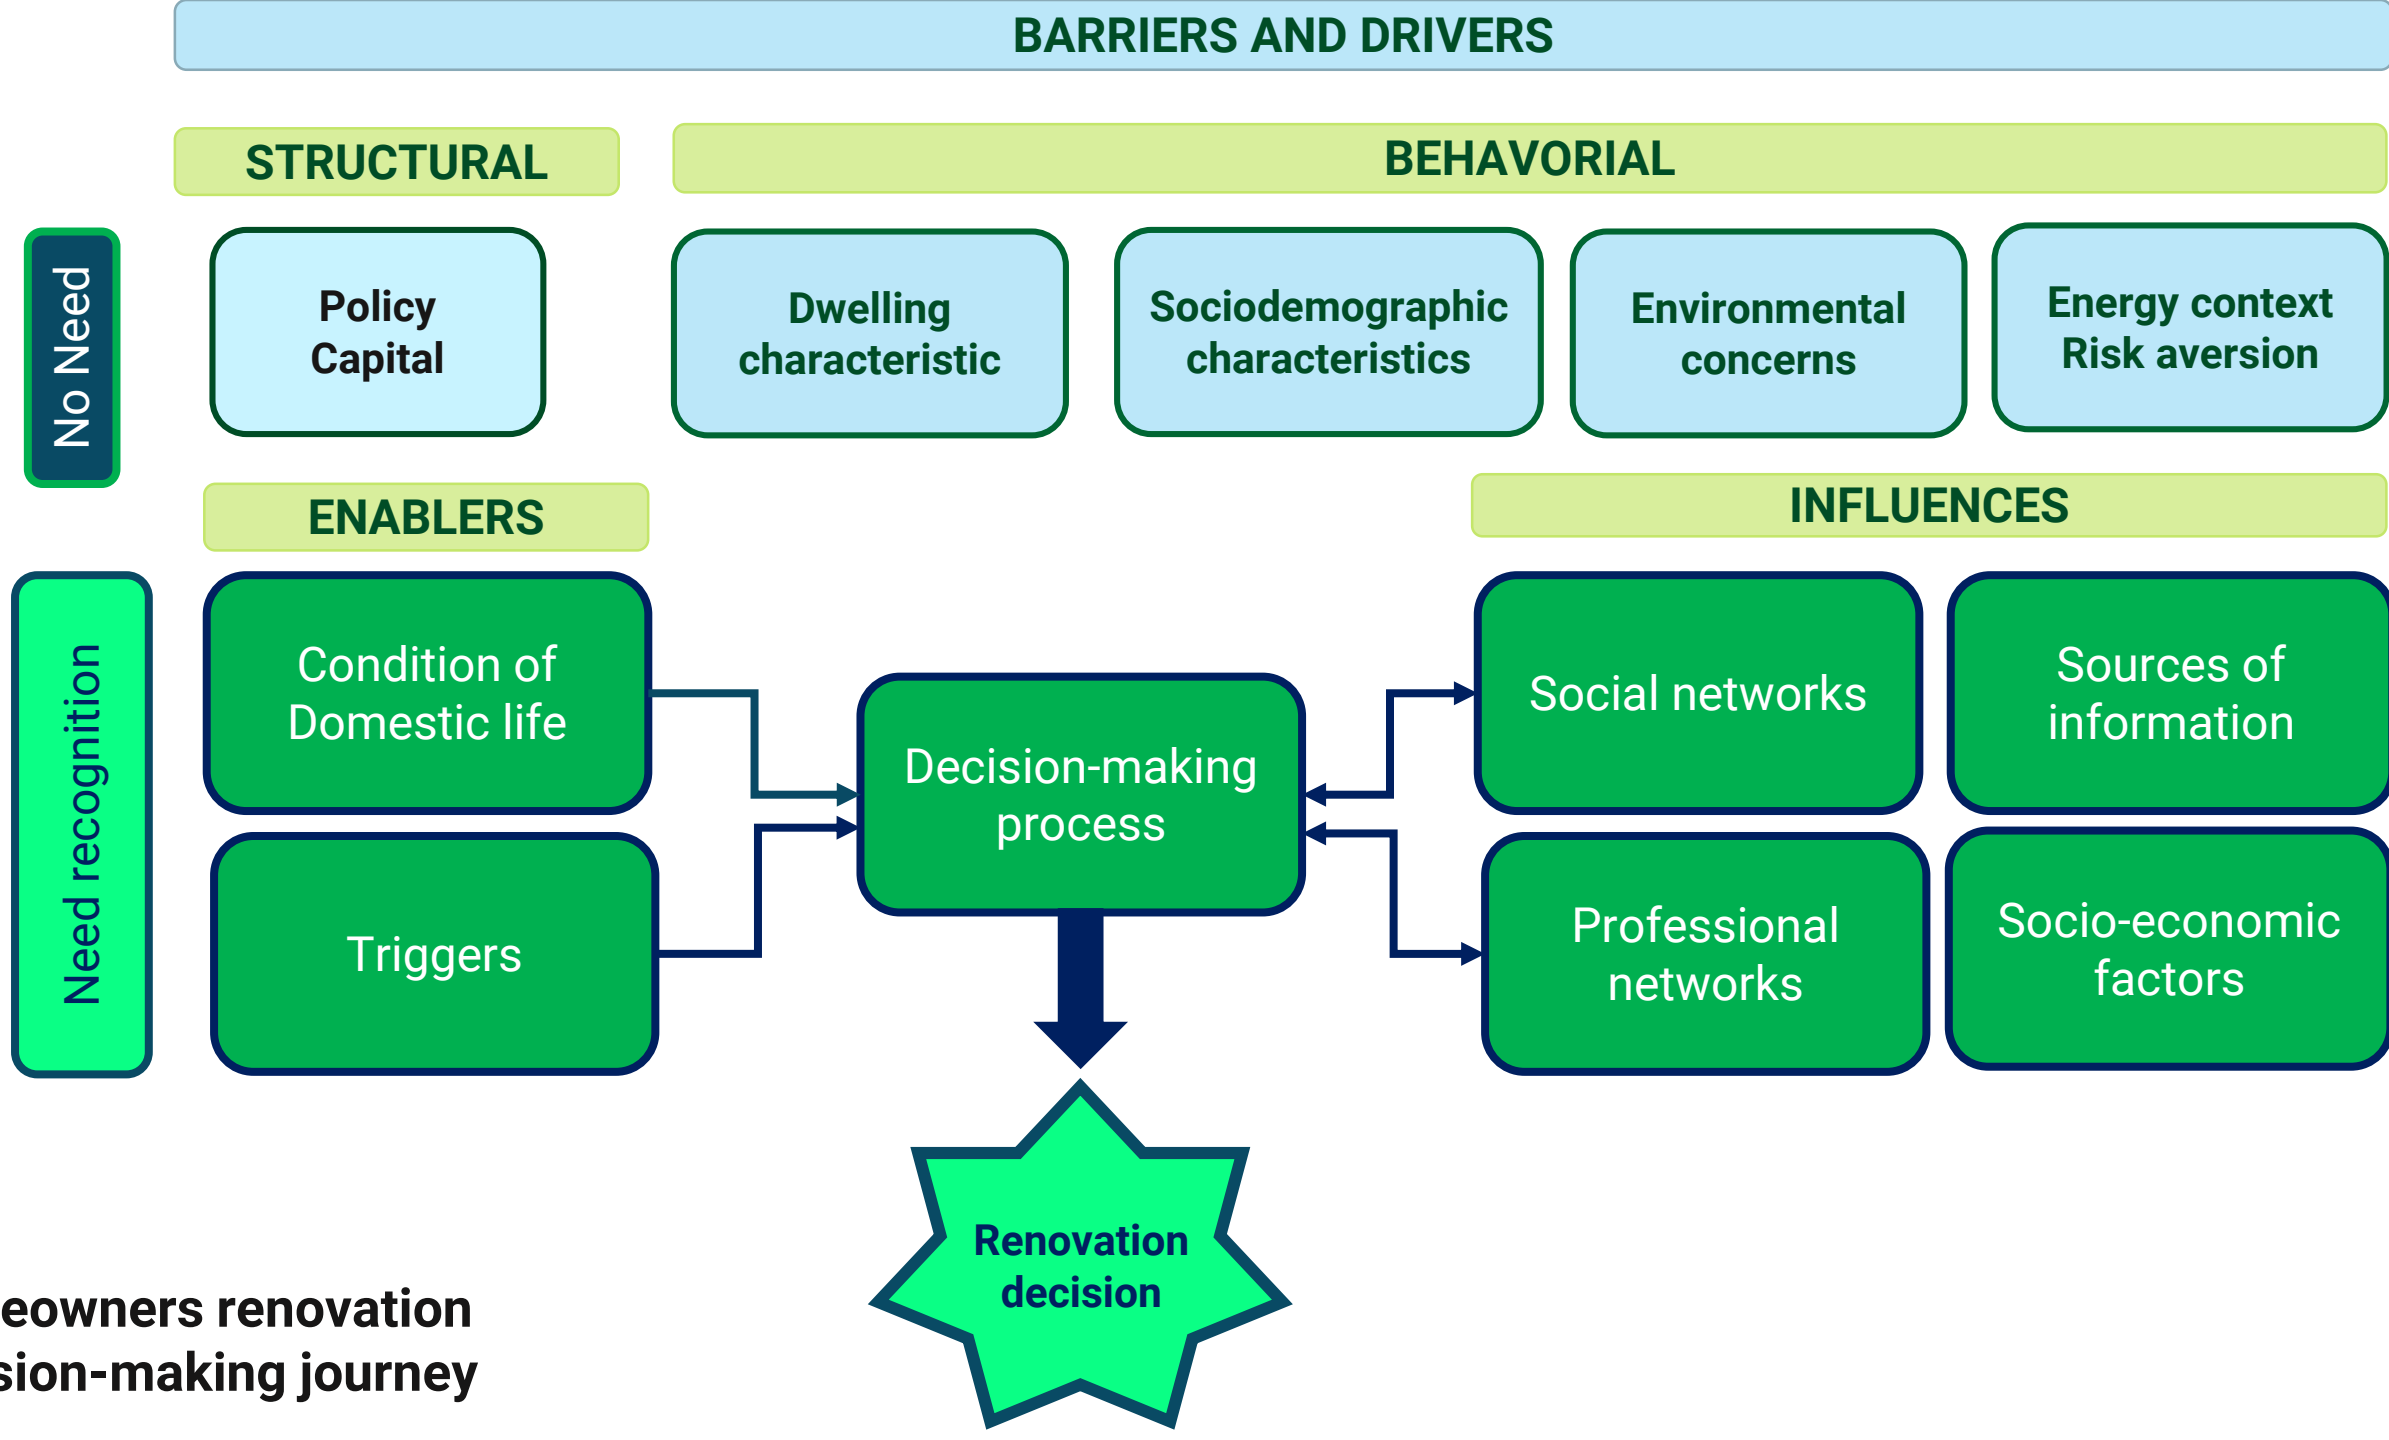 BARRIERS AND DRIVERS
STRUCTURAL
BEHAVORIAL
No Need
Policy
Capital
Dwelling
characteristic
Sociodemographic
characteristics
Environmental
concerns
Energy context
Risk aversion
ENABLERS
INFLUENCES
Need recognition
Condition of
Domestic life
Triggers
Decision-making
process
Social networks
Sources of
information
Professional
networks
Socio-economic
factors
Renovation
decision
eowners renovation
sion-making journey